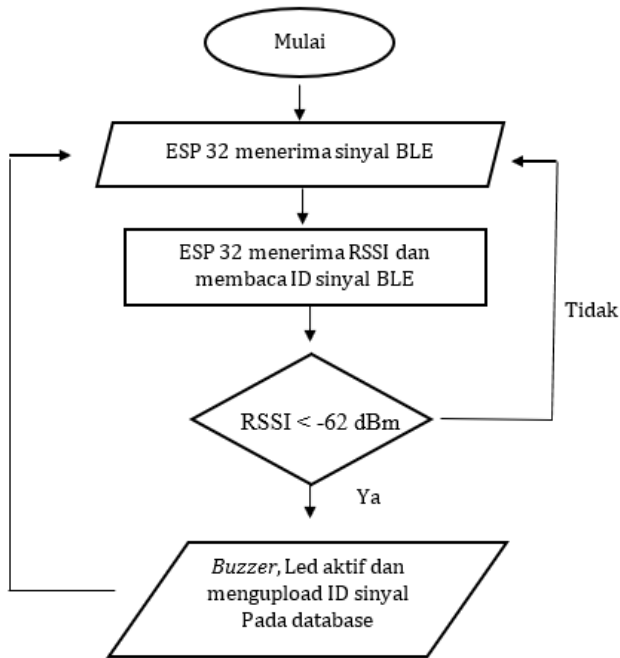 Mulai
ESP 32 menerima sinyal BLE
ESP 32 menerima RSSI dan
membaca ID sinyal BLE
Tidak
RSSI < -62 dBm
Ya
Buzzer, Led aktif dan
mengupload ID sinyal
Pada database